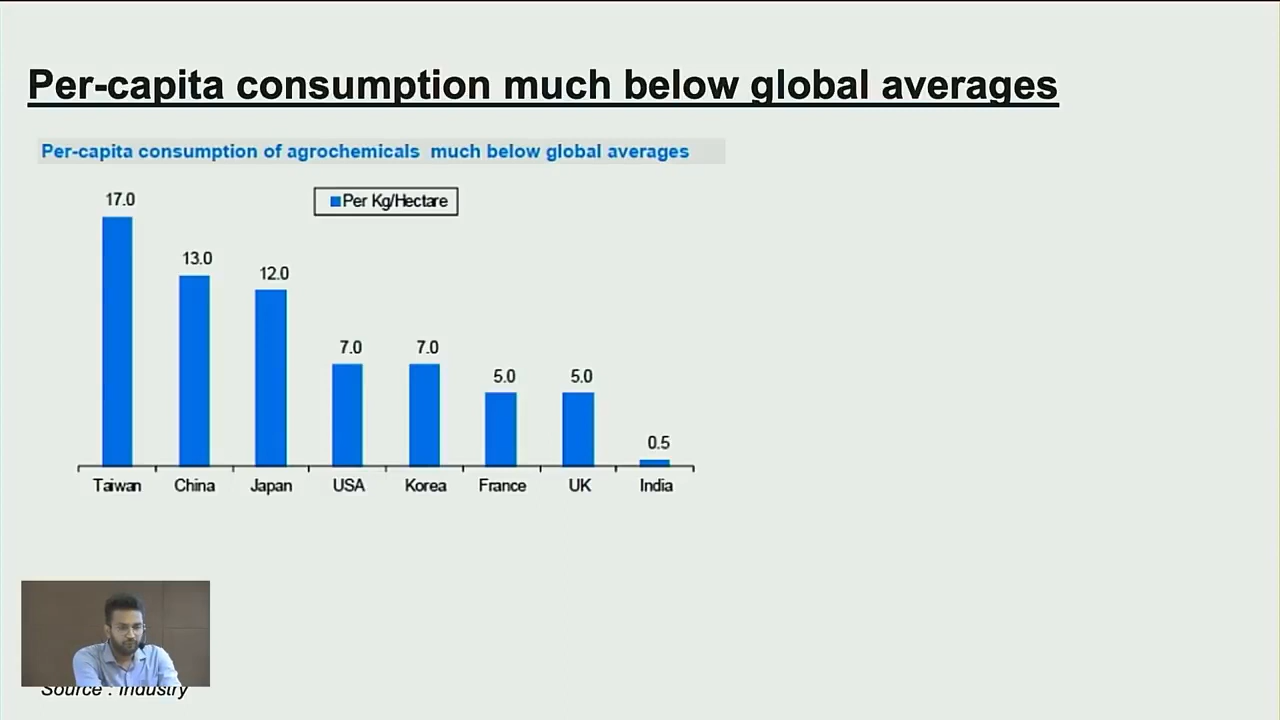 Per-capita consumption much below global averages
Per-capita consumption of agrochemicals much below global averages
Per Kg/Hectare
17.0
13.0
12.0
7.0
7.0
5.0
5.0
0.5
Taiwan China Japan USA Korea France UK India
Source : Industry